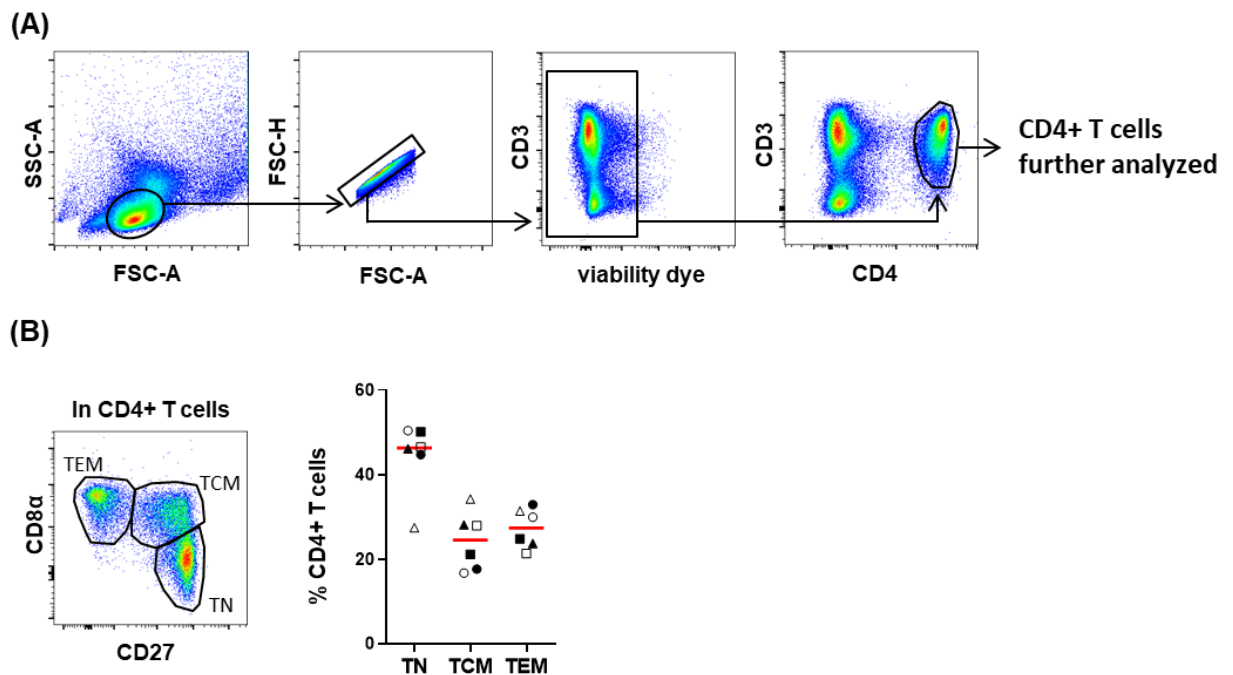 (A)
SSC-A
FSC-A
FSC-H
FSC-A
CD3
viability dye
CD3
CD4
CD4+ T cells
further analyzed
(B)
In CD4+ T cells
TEM
TCM
TN
CD8α
CD27
% CD4+ T cells
60
40
20
0
TN TCM TEM